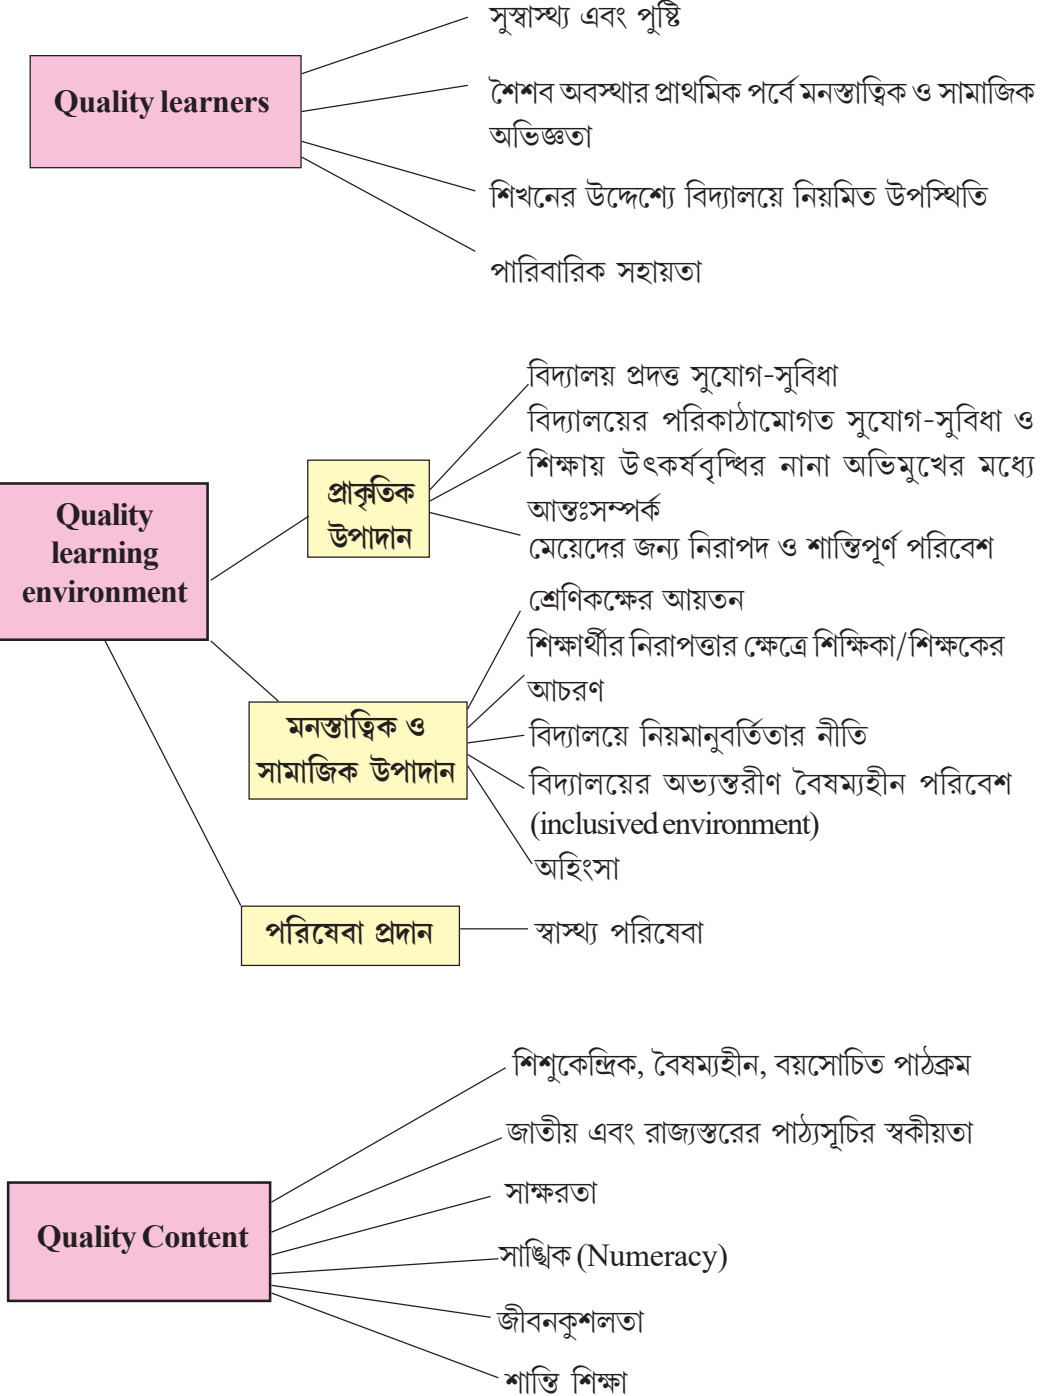 সুস্বাস্থ্য এবং পুষ্টি
Quality learners
শৈশব অবস্থার প্রাথমিক পর্বে মনস্তাত্ত্বিক ও সামাজিক
অভিজ্ঞতা
শিখনের উদ্দেশ্যে বিদ্যালয়ে নিয়মিত উপস্থিতি
পারিবারিক সহায়তা
বিদ্যালয় প্রদত্ত সুযোগ-সুবিধা
বিদ্যালয়ের পরিকাঠামোগত সুযোগ-সুবিধা ও
শিক্ষায় উৎকর্ষবৃদ্ধির নানা অভিমুখের মধ্যে
আন্তঃসম্পর্ক
মেয়েদের জন্য নিরাপদ ও শান্তিপূর্ণ পরিবেশ
প্রাকৃতিক
উপাদান
Quality
learning
environment
শ্রেণিকক্ষের আয়তন
শিক্ষার্থীর নিরাপত্তার ক্ষেত্রে শিক্ষিকা/শিক্ষকের
আচরণ
বিদ্যালয়ে নিয়মানুবর্তিতার নীতি
বিদ্যালয়ের অভ্যন্তরীণ বৈষম্যহীন পরিবেশ
(inclusived environment)
অহিংসা
মনস্তাত্ত্বিক ও
সামাজিক উপাদান
পরিষেবা প্রদান
স্বাস্থ্য পরিষেবা
শিশুকেন্দ্রিক, বৈষম্যহীন, বয়সোচিত পাঠক্রম
জাতীয় এবং রাজ্যস্তরের পাঠ্যসূচির স্বকীয়তা
সাক্ষরতা
Quality Content
সাঙ্খিক (Numeracy)
জীবনকুশলতা
শান্তি শিক্ষা